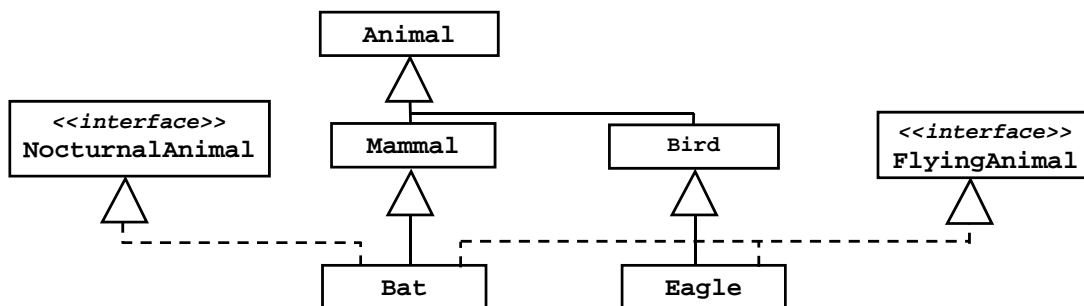 Animal
<<interface>>
NocturnalAnimal
Mammal
Bird
<<interface>>
FlyingAnimal
Bat
Eagle